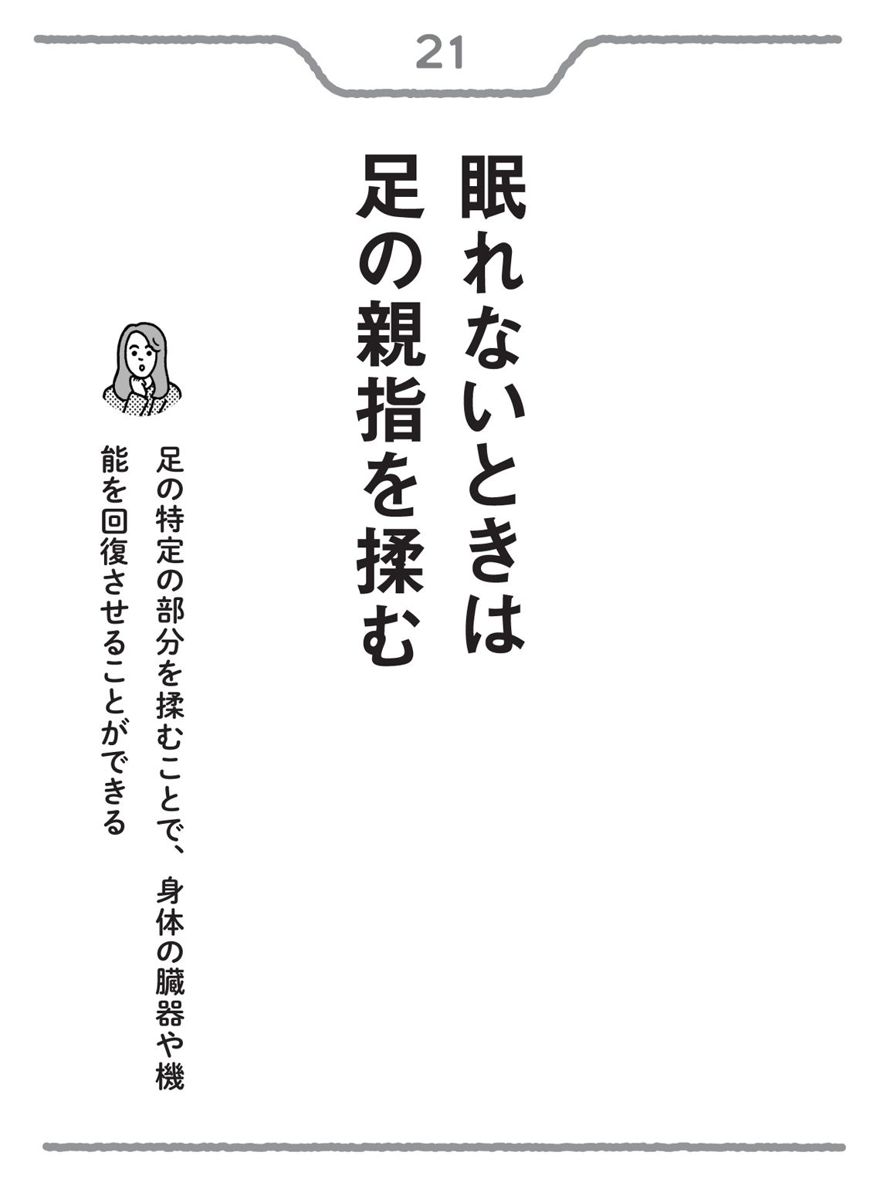 21
眠れないときは
足の親指を揉む
足の特定の部分を揉むことで、身体の臓器や機
能を回復させることができる